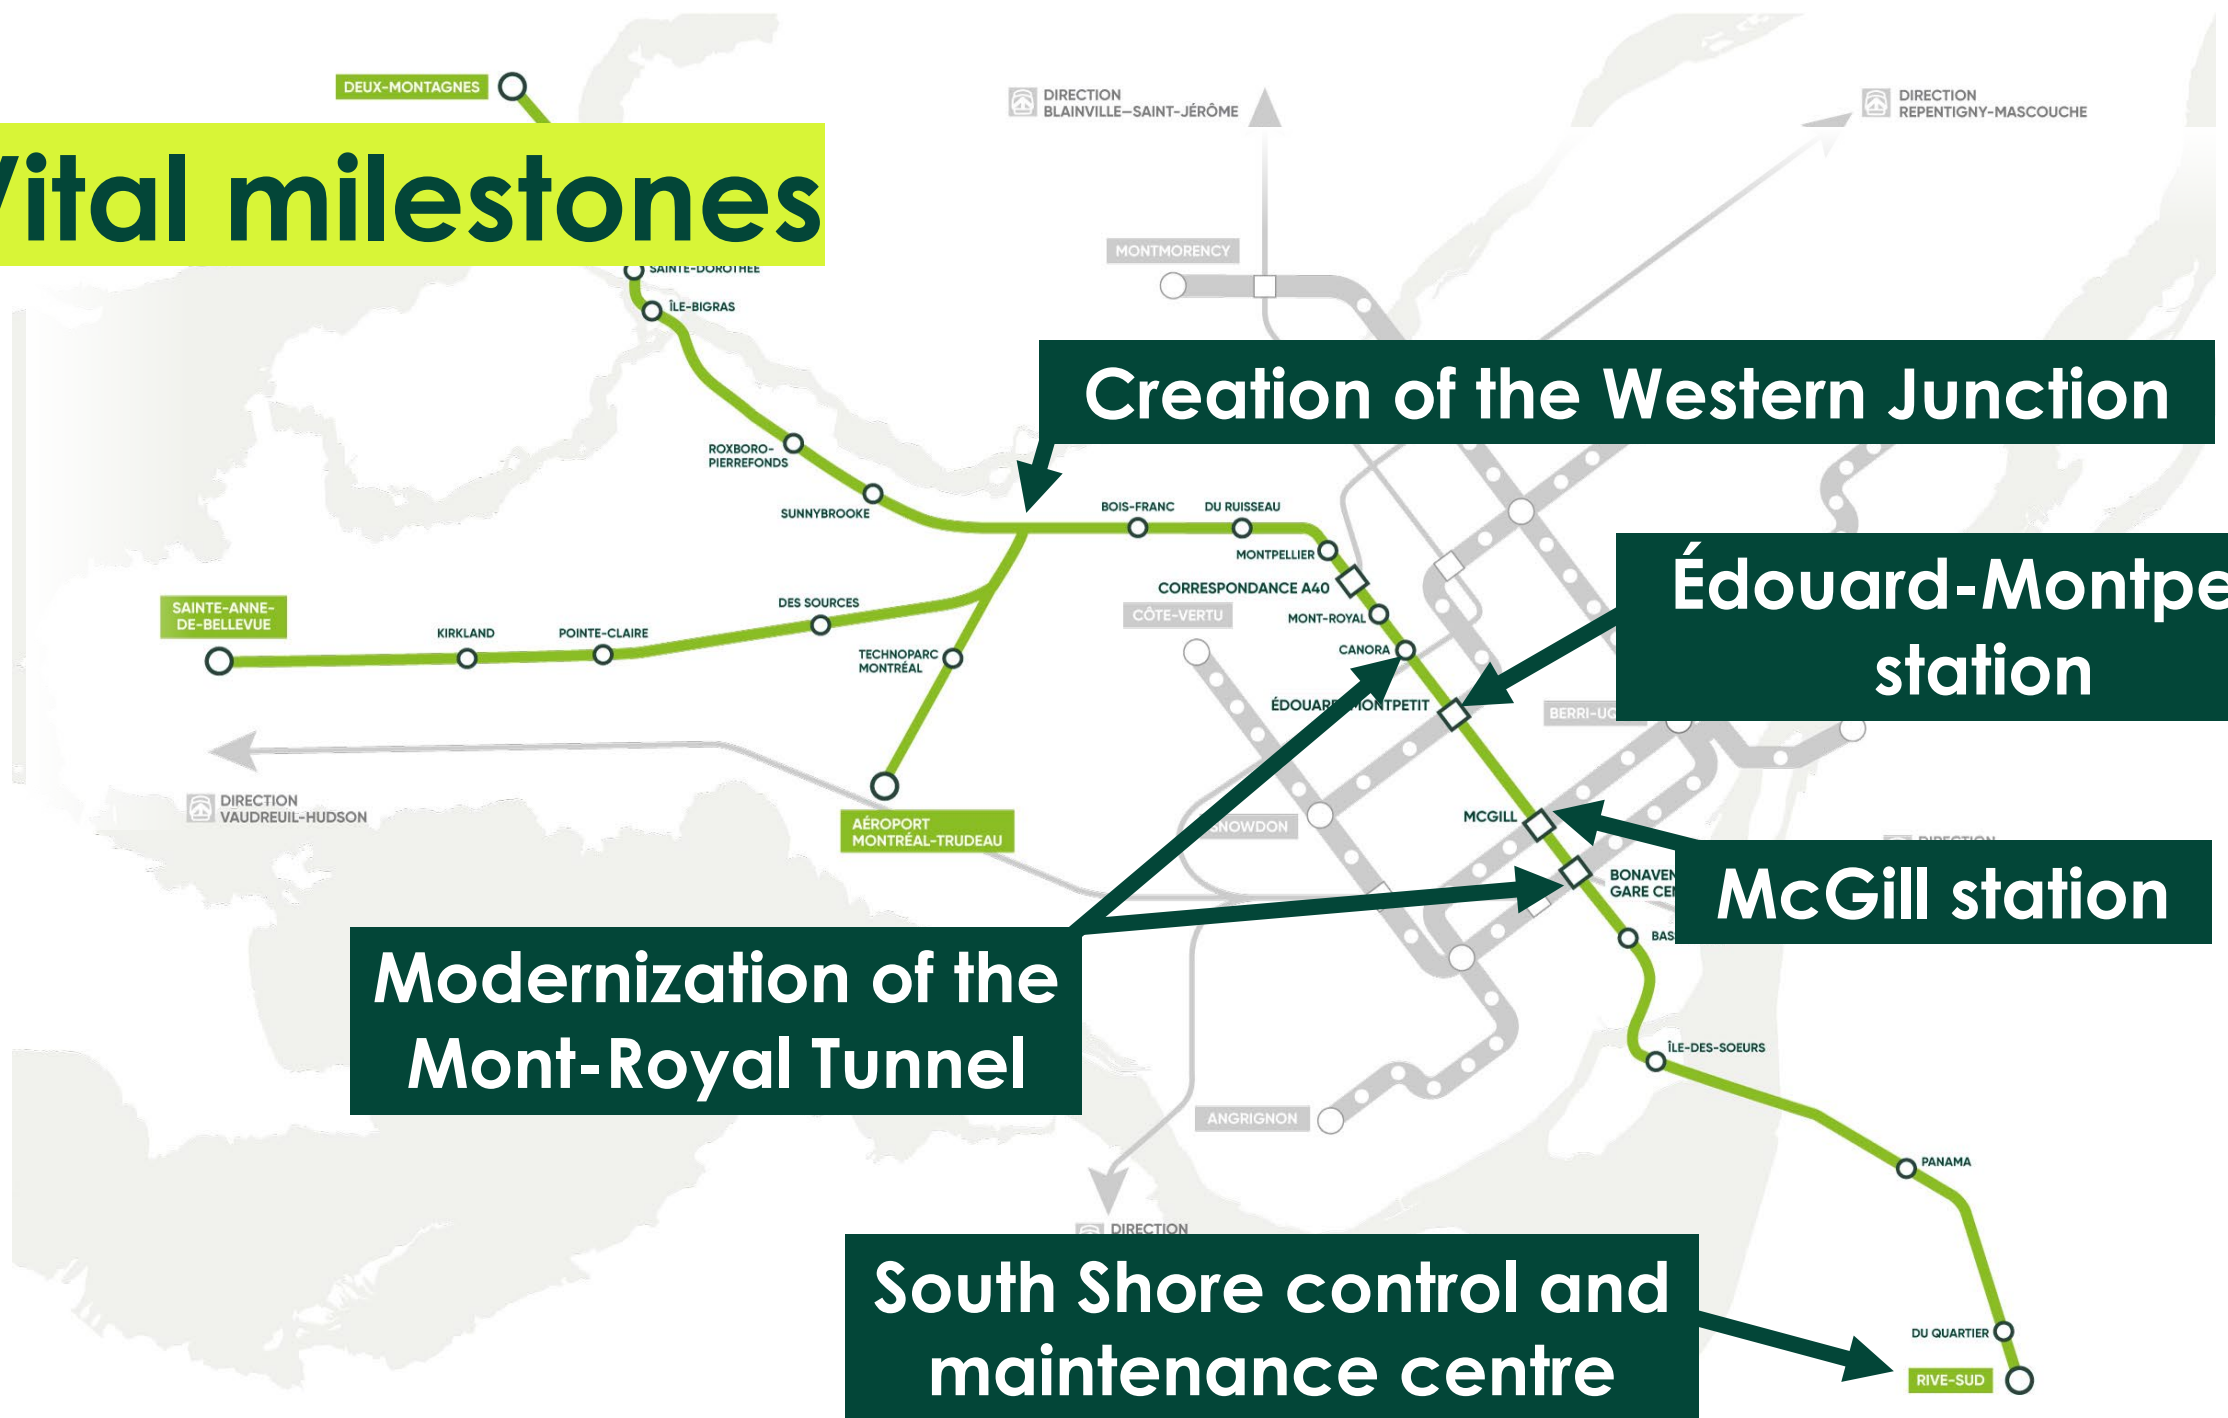 DEUX-MONTAGNES
DIRECTION
BLAINVILLE–SAINT-JÉRÔME
DIRECTION
REPENTIGNY-MASCOUCHE
Vital milestones
SAINTE-DOROTHÉE
ÎLE-BIGRAS
MONTMORENCY
Creation of the Western Junction
ROXBORO-
PIERREFONDS
SUNNYBROOKE
BOIS-FRANC
DU RUISSEAU
MONTPELLIER
CORRESPONDANCE A40
Édouard-Montpe
station
SAINTE-ANNE-
DE-BELLEVUE
KIRKLAND
POINTE-CLAIRE
DES SOURCES
CÔTE-VERTU
MONT-ROYAL
CANORA
TECHNOPARC
MONTRÉAL
ÉDOUARD-MONTPETIT
BERRI-UQ
DIRECTION
VAUDREUIL-HUDSON
AÉROPORT
MONTRÉAL-TRUDEAU
SNOWDON
MCGILL
DIRECTION
BONAVEN
GARE CEN
McGill station
BAS
Modernization of the
Mont-Royal Tunnel
ÎLE-DES-SOEURS
ANGRIGNON
PANAMA
DIRECTION
South Shore control and
maintenance centre
DU QUARTIER
RIVE-SUD